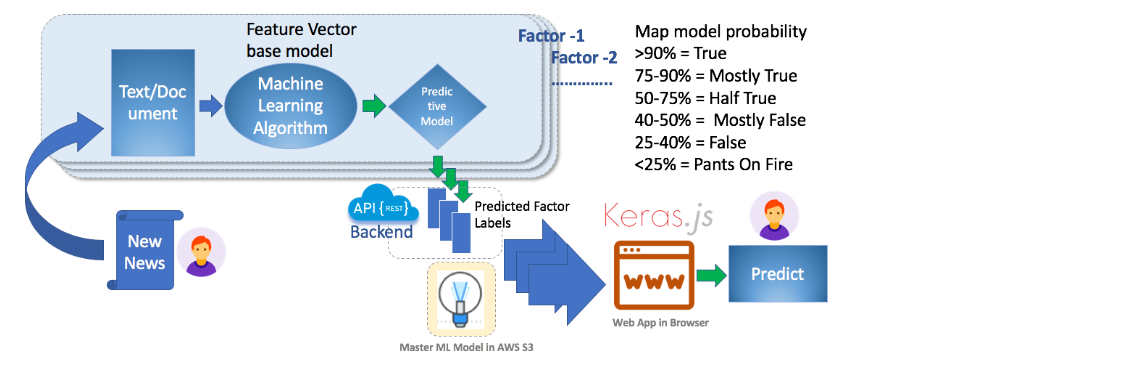 Feature Vector
base model
Factor -1
Factor -2
Text/Doc
ument
Machine
Learning
Algorithm
Predic
tive
Model
Map model probability
>90% = True
75-90% = Mostly True
50-75% = Half True
40-50% =  Mostly False
25-40% = False
<25% = Pants On Fire
New
News
API {REST}
Backend
Predicted Factor
Labels
Keras.js
WWW
Web App in Browser
Predict
Master ML Model in AWS S3